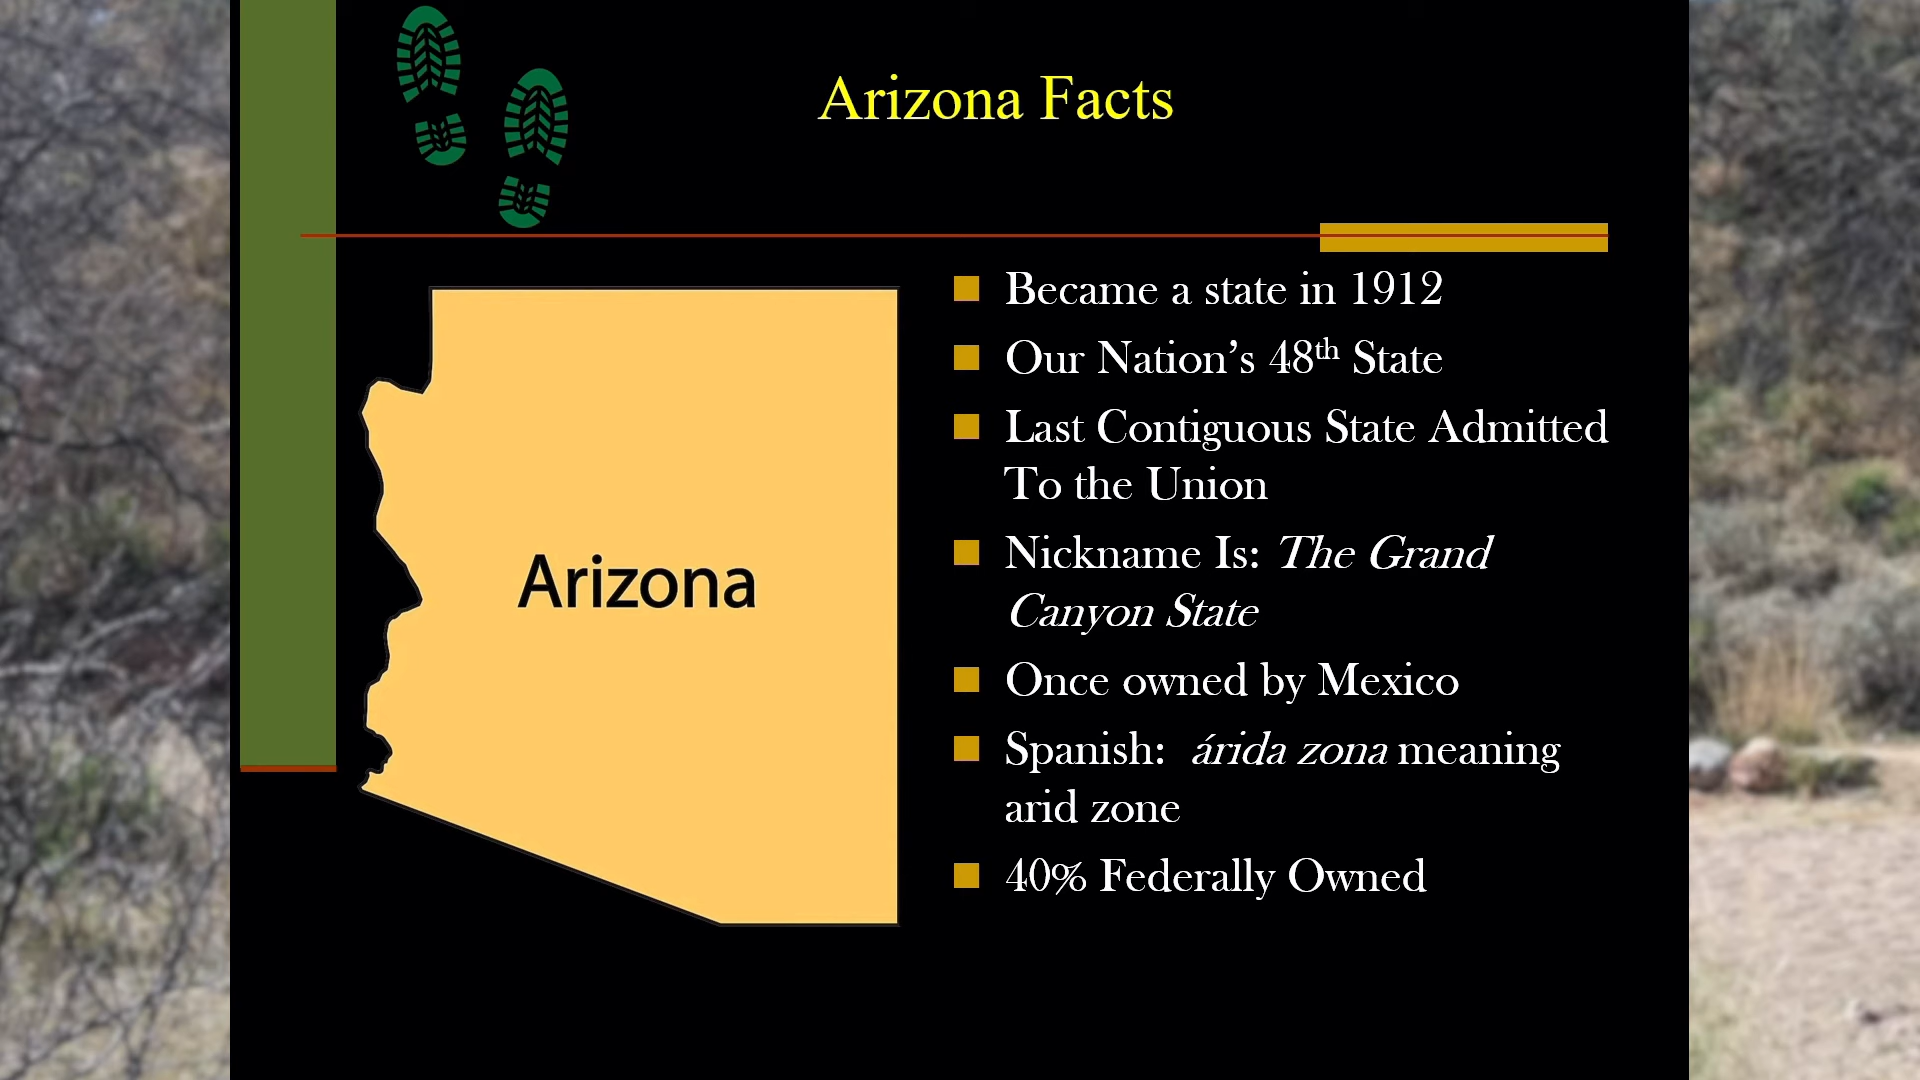 Arizona Facts
Became a state in 1912
Our Nation’s 48th State
Last Contiguous State Admitted
To the Union
Nickname Is: The Grand
Canyon State
Once owned by Mexico
Spanish:  árida zona meaning
arid zone
40% Federally Owned
Arizona